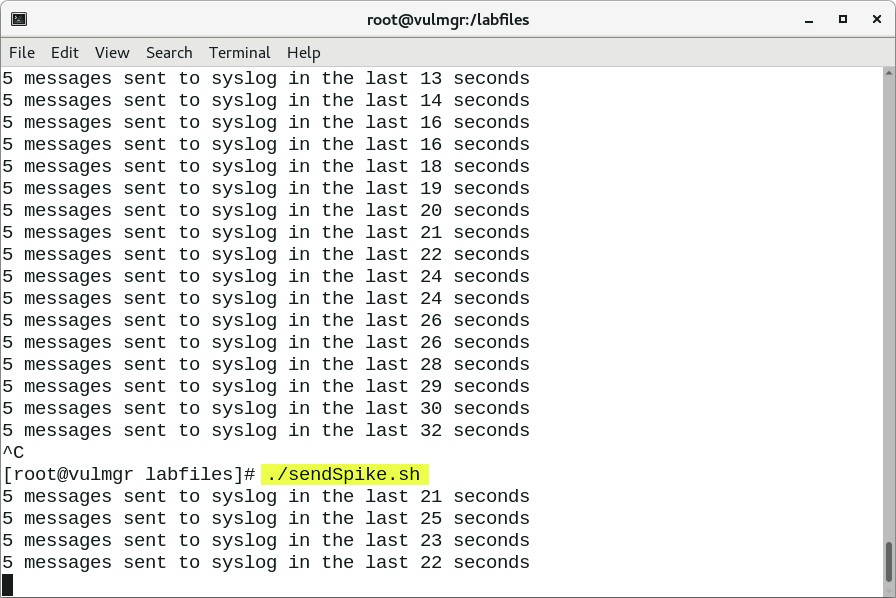 root@vulmgr:/labfiles
File Edit View Search Terminal Help
5 messages sent to syslog in the last 13 seconds
5 messages sent to syslog in the last 14 seconds
5 messages sent to syslog in the last 16 seconds
5 messages sent to syslog in the last 16 seconds
5 messages sent to syslog in the last 18 seconds
5 messages sent to syslog in the last 19 seconds
5 messages sent to syslog in the last 20 seconds
5 messages sent to syslog in the last 21 seconds
5 messages sent to syslog in the last 22 seconds
5 messages sent to syslog in the last 24 seconds
5 messages sent to syslog in the last 24 seconds
5 messages sent to syslog in the last 26 seconds
5 messages sent to syslog in the last 26 seconds
5 messages sent to syslog in the last 28 seconds
5 messages sent to syslog in the last 29 seconds
5 messages sent to syslog in the last 30 seconds
5 messages sent to syslog in the last 32 seconds
^C
[root@vulmgr labfiles]# ./sendSpike.sh
5 messages sent to syslog in the last 21 seconds
5 messages sent to syslog in the last 25 seconds
5 messages sent to syslog in the last 23 seconds
5 messages sent to syslog in the last 22 seconds